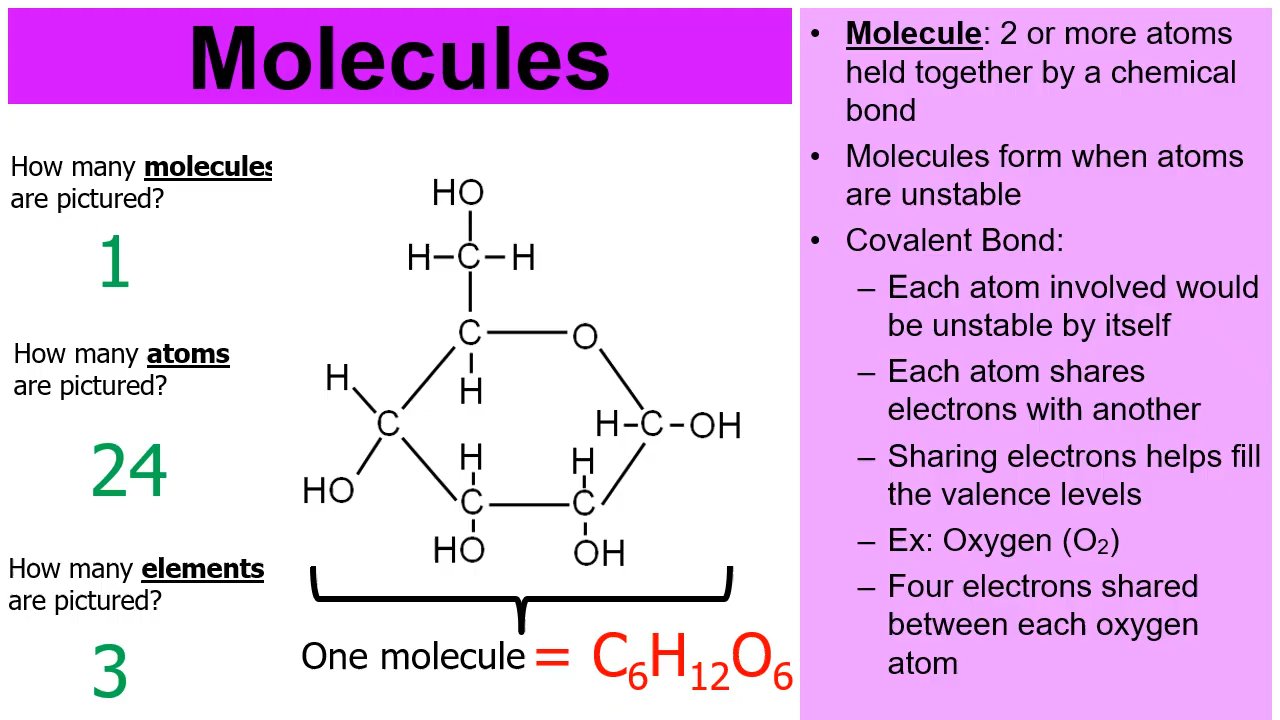 Molecules
How many molecules
are pictured?
1
How many atoms
are pictured?
24
How many elements
are pictured?
3
HO
H–C–H
C O
H
H
C H–C–OH
H H
HO
C C
HO OH
One molecule = C₆H₁₂O₆
• Molecule: 2 or more atoms
held together by a chemical
bond
• Molecules form when atoms
are unstable
• Covalent Bond:
– Each atom involved would
be unstable by itself
– Each atom shares
electrons with another
– Sharing electrons helps fill
the valence levels
– Ex: Oxygen (O₂)
– Four electrons shared
between each oxygen
atom